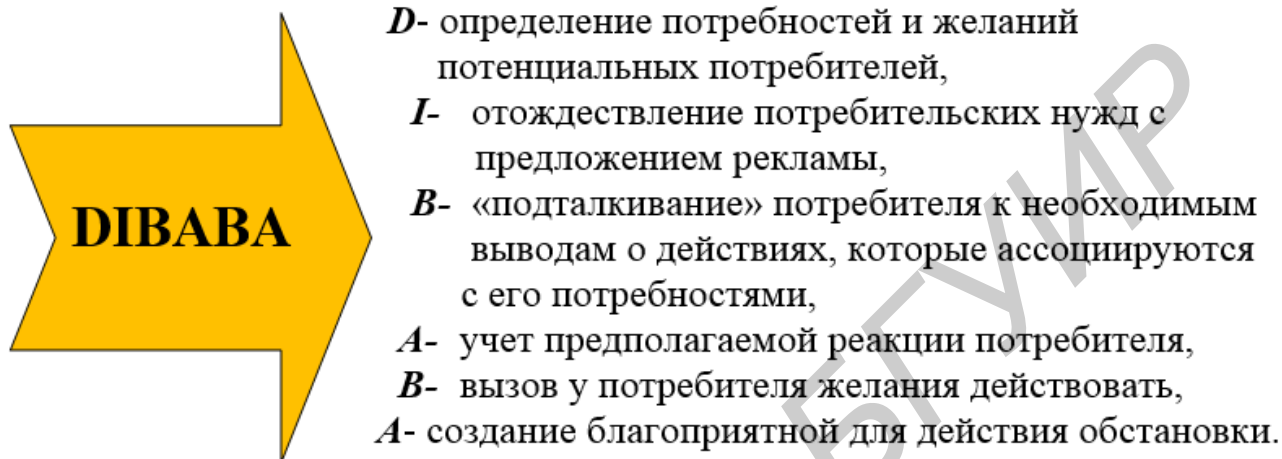 DIBABA
D- определение потребностей и желаний
потенциальных потребителей,
I- отождествление потребительских нужд с
предложением рекламы,
B- «подталкивание» потребителя к необходимым
выводам о действиях, которые ассоциируются
с его потребностями,
A- учет предполагаемой реакции потребителя,
B- вызов у потребителя желания действовать,
A- создание благоприятной для действия обстановки.
БГУИР